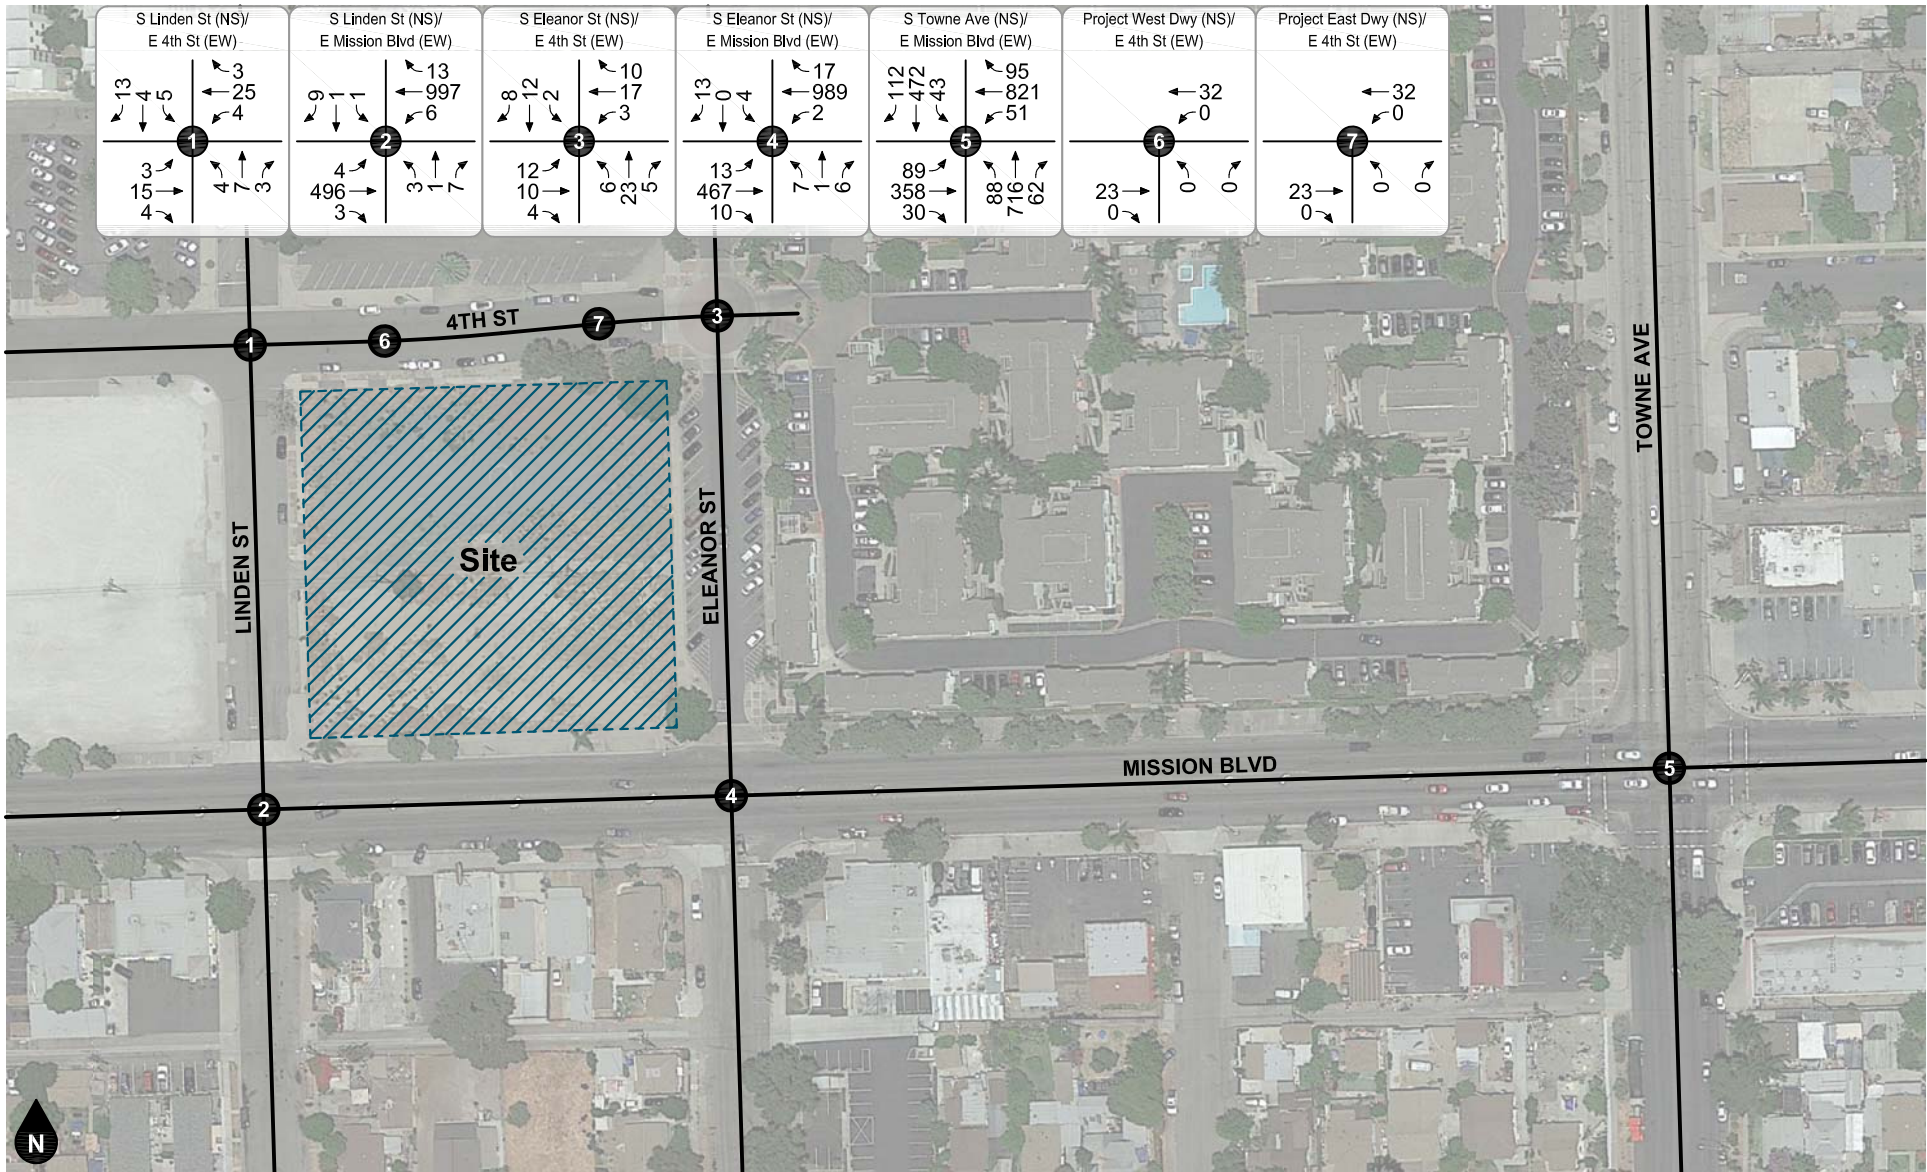 S Linden St (NS)/
E 4th St (EW)
13 4 5
3
25
4
1
3
15
4
4 7 3
S Linden St (NS)/
E Mission Blvd (EW)
9 1 1
13
997
6
2
4
496
3
3 1 7
S Eleanor St (NS)/
E 4th St (EW)
8 12 2
10
17
3
3
12
10
4
6 23 5
S Eleanor St (NS)/
E Mission Blvd (EW)
13 0 4
17
989
2
4
13
467
10
7 1 6
S Towne Ave (NS)/
E Mission Blvd (EW)
112 472 43
95
821
51
5
89
358
30
88 716 62
Project West Dwy (NS)/
E 4th St (EW)
32
0
6
23
0
0 0
Project East Dwy (NS)/
E 4th St (EW)
32
0
7
23
0
0 0
4TH ST
1
6
7
3
TOWNE AVE
LINDEN ST
Site
ELEANOR ST
MISSION BLVD
2
4
5
N